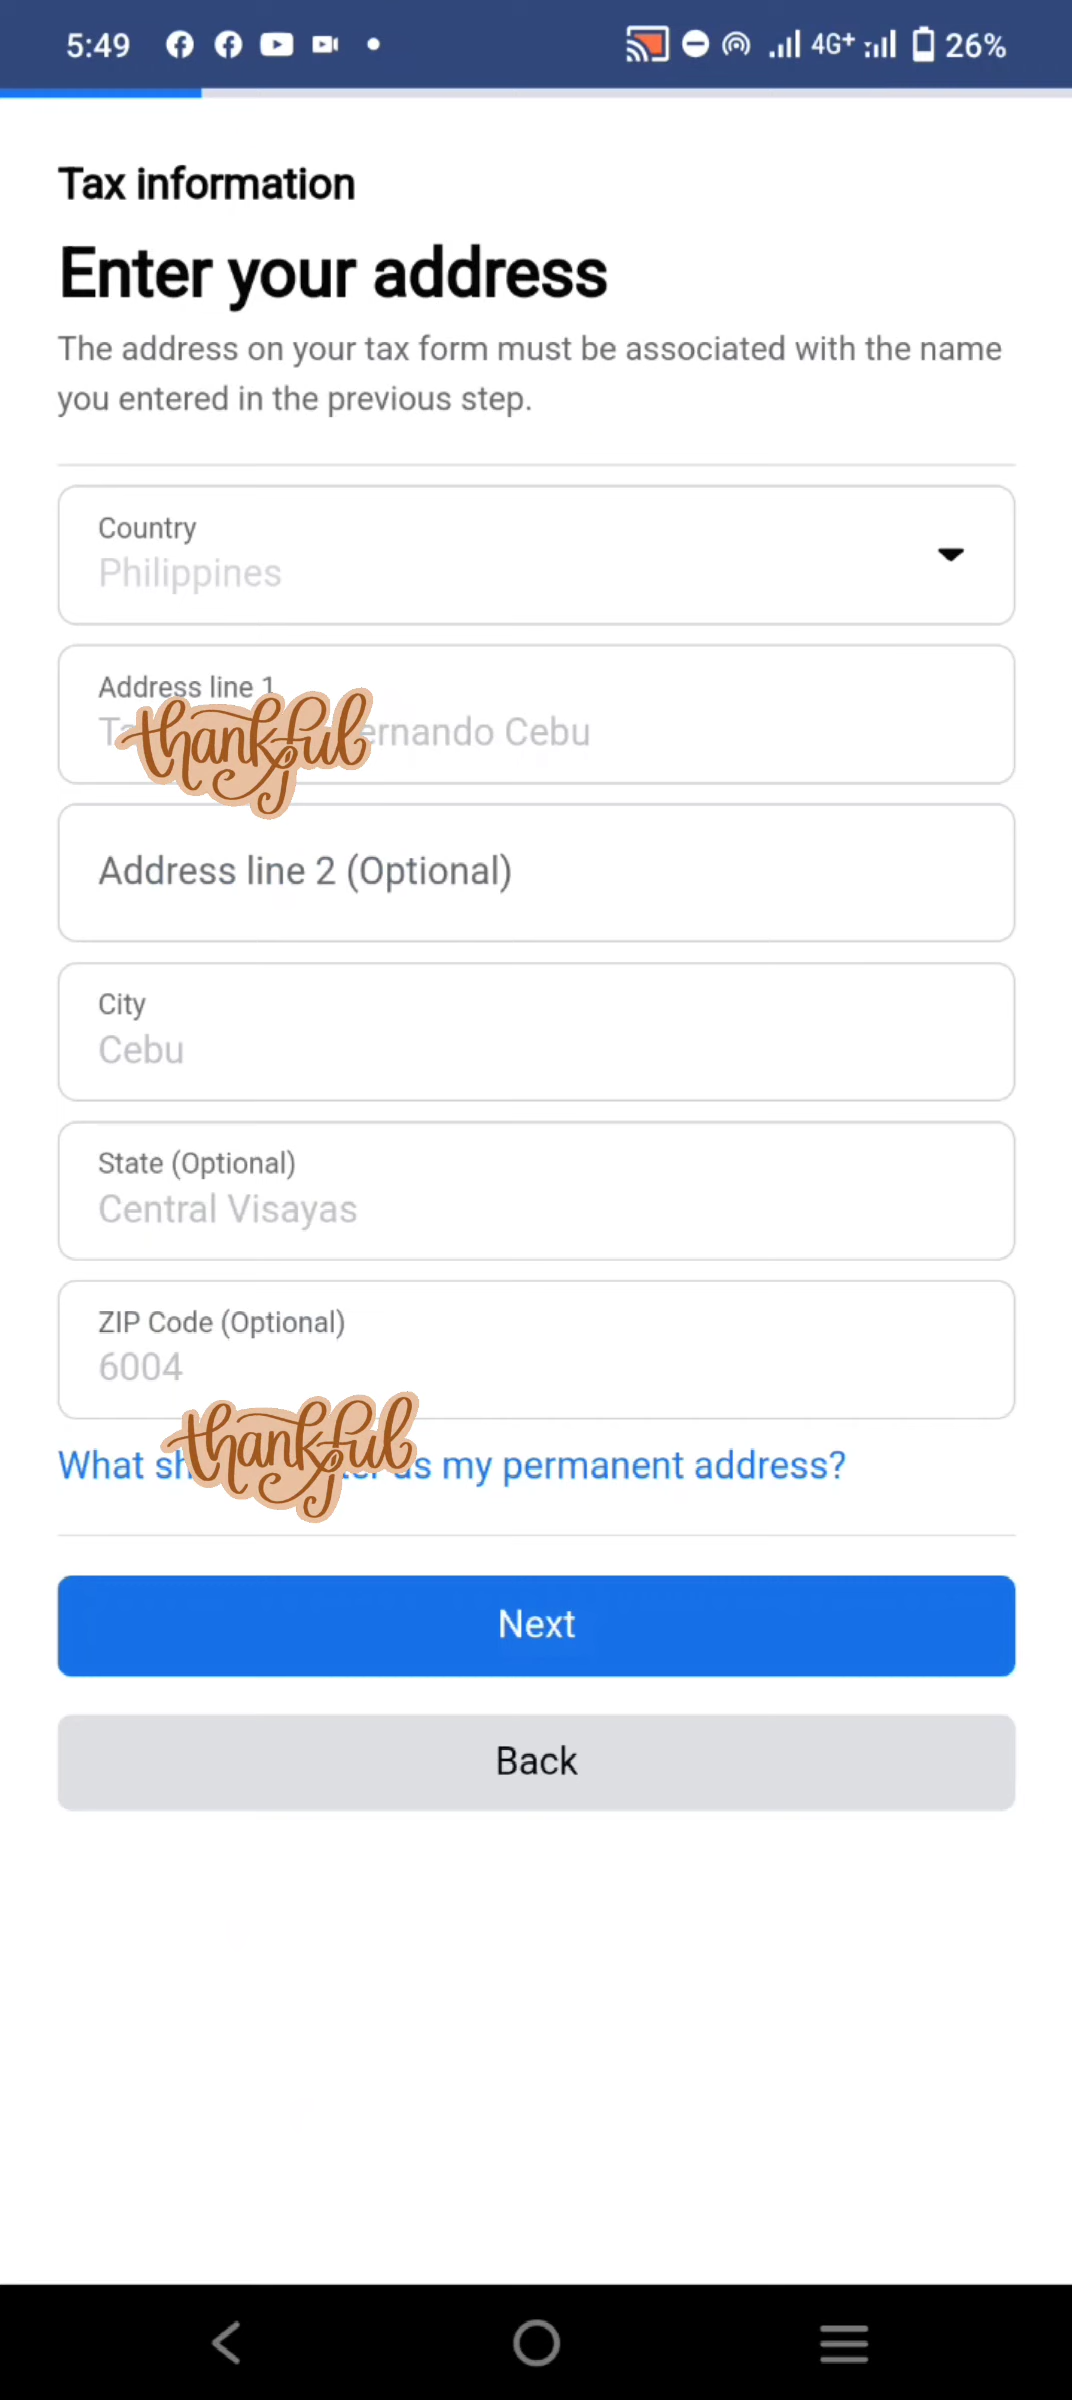 5:49 4G+ 26%
Tax information
Enter your address
The address on your tax form must be associated with the name
you entered in the previous step.
Country
Philippines
Address line 1
thankful Cebu
Address line 2 (Optional)
City
Cebu
State (Optional)
Central Visayas
ZIP Code (Optional)
6004
thankful
What as my permanent address?
Next
Back